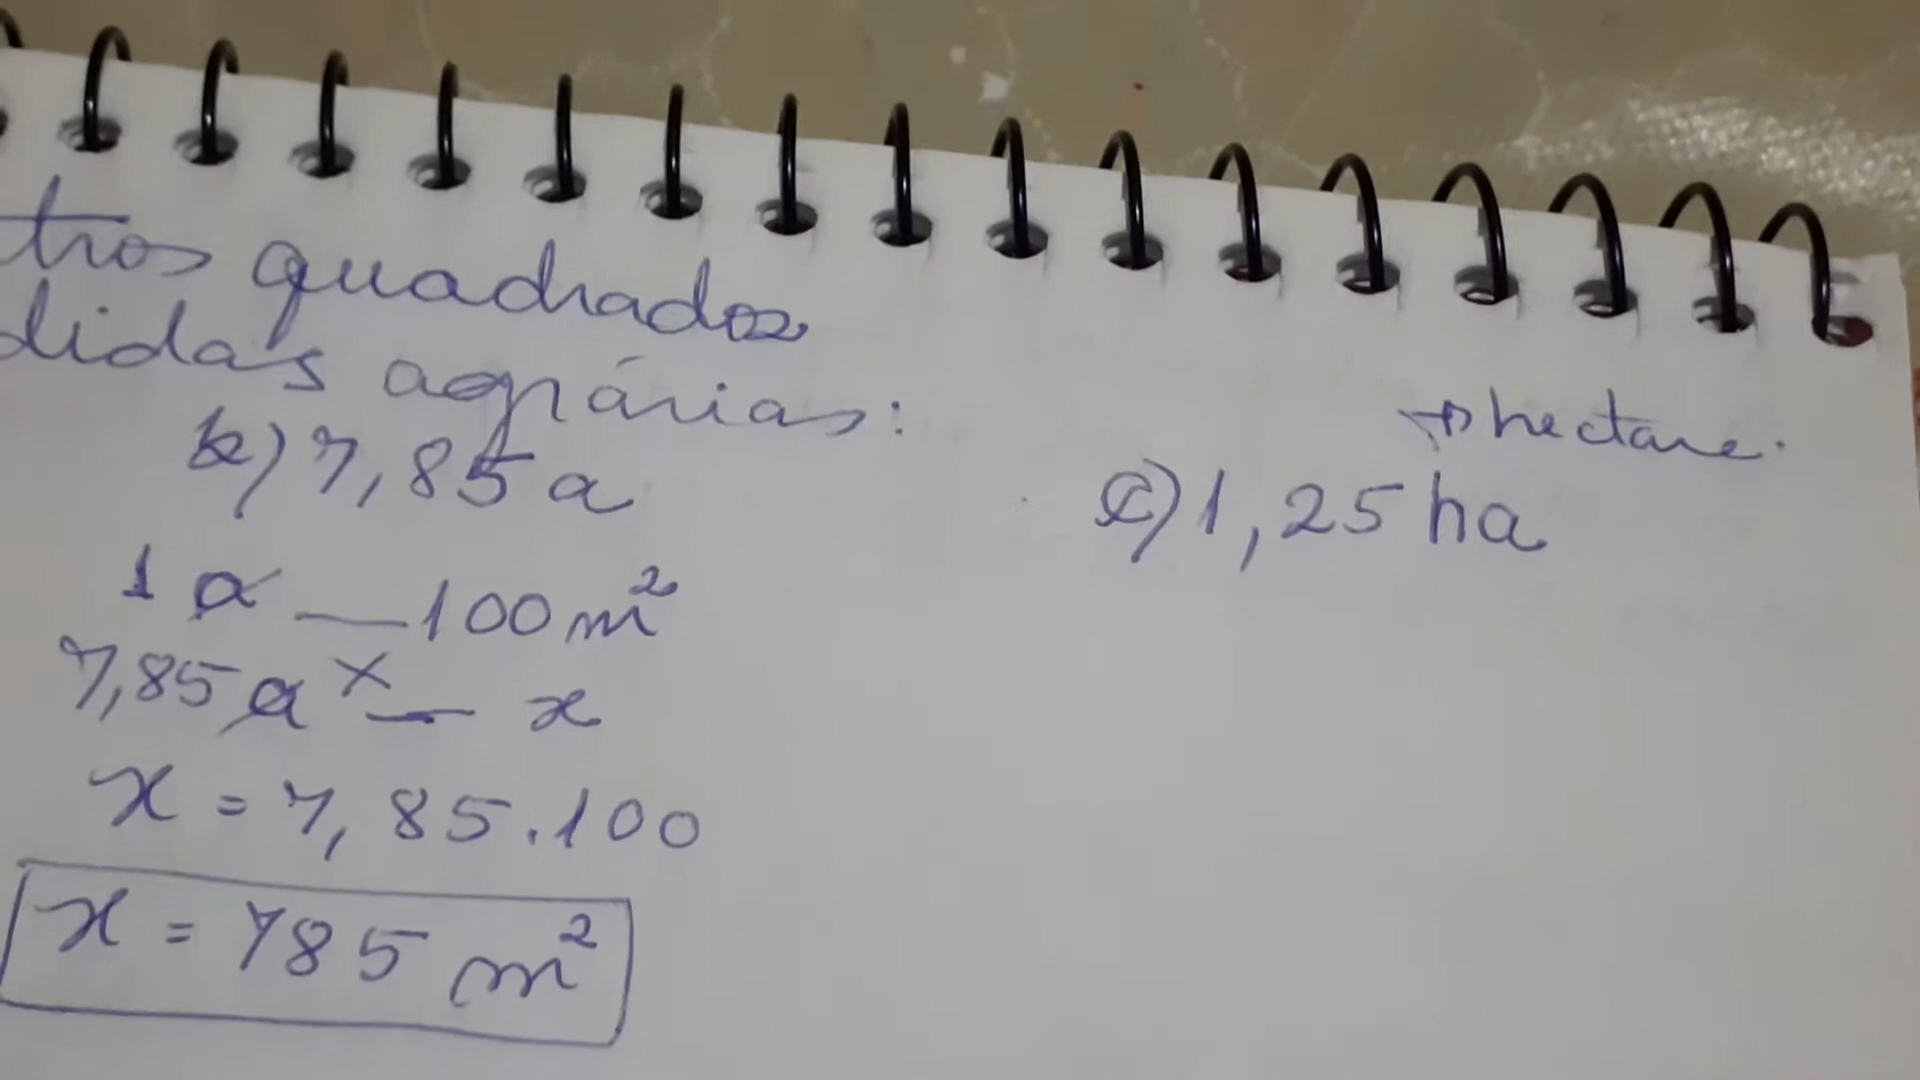 tros quadrados
didas agrárias:
b) 7,85 a
1 a — 100 m²
7,85 a × — x
x = 7,85 . 100
x = 785 m²
→ hectare.
c) 1,25 ha